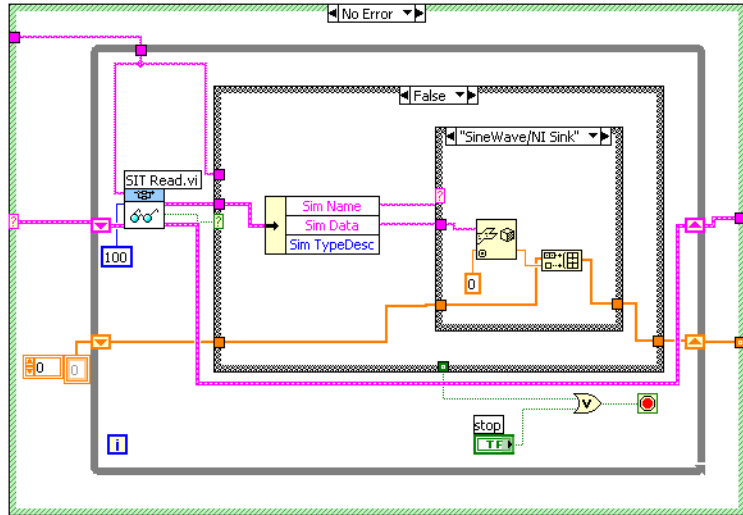 No Error
False
"SineWave/NI Sink"
SIT Read.vi
Sim Name
Sim Data
Sim TypeDesc
?
?
?
100
0
0
0
stop
TF
V
i